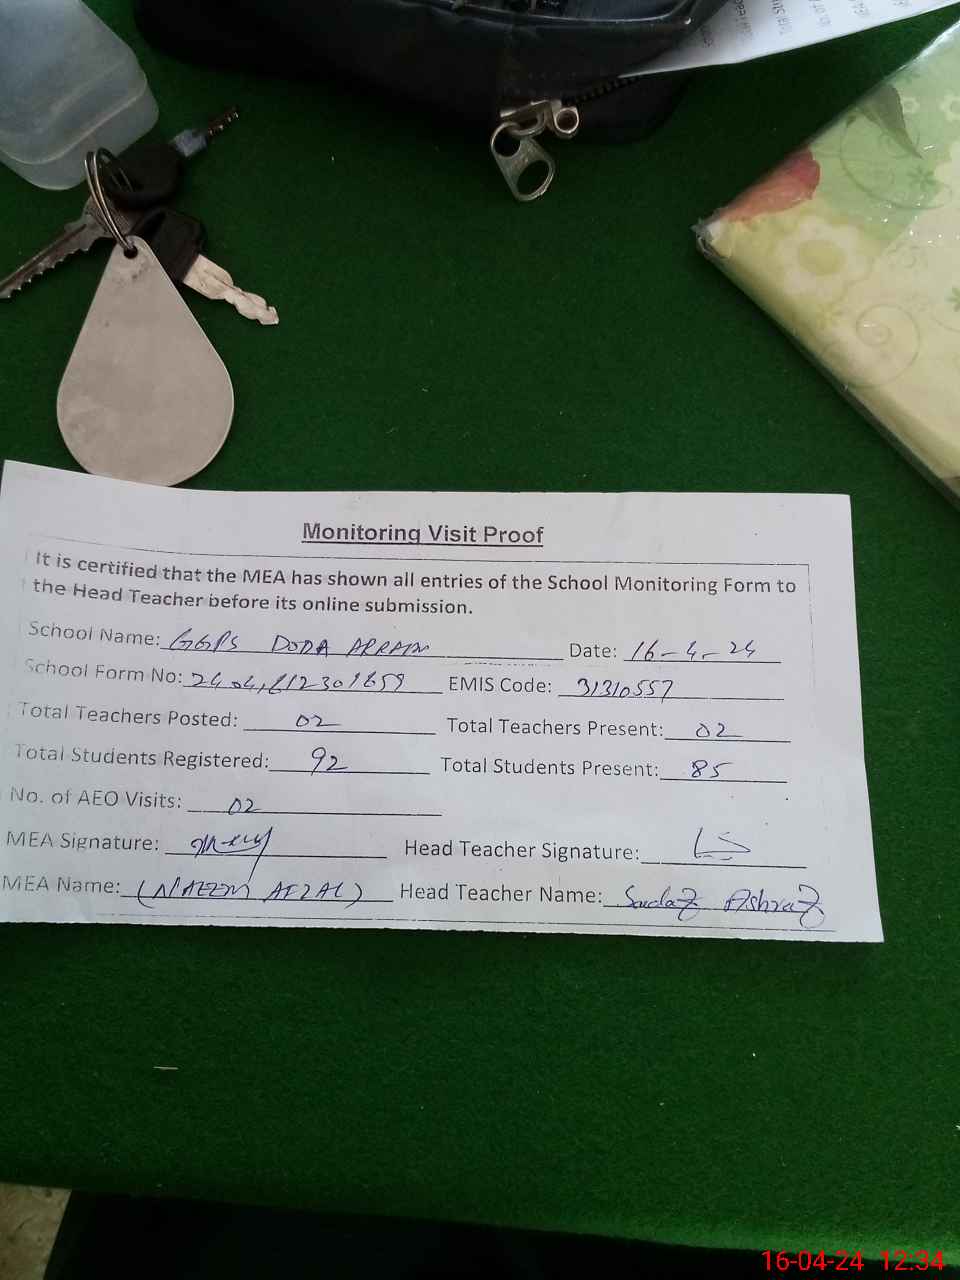 Monitoring Visit Proof
It is certified that the MEA has shown all entries of the School Monitoring Form to
the Head Teacher before its online submission.
School Name: GGPS DODA ARRAIN Date: 16-4-24
School Form No: EMIS Code: 31310557
Total Teachers Posted: 02 Total Teachers Present: 02
Total Students Registered: 92 Total Students Present: 85
No. of AEO Visits: 02
MEA Signature: Head Teacher Signature:
MEA Name: (NAEEM AFZAL) Head Teacher Name: Sadaf Ashraf
16-04-24 12:34